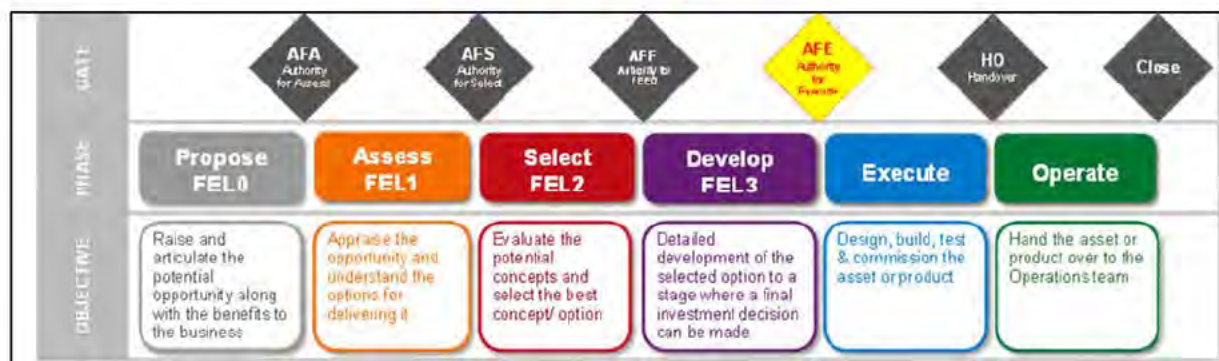 GATE
AFA
Authority
for Assess
AFS
Authority
for Select
AFF
Authority to
FEED
AFE
Authority
for
Execute
HO
Handover
Close
PHASE
Propose
FEL0
Assess
FEL1
Select
FEL2
Develop
FEL3
Execute
Operate
OBJECTIVE
Raise and
articulate the
potential
opportunity along
with the benefits to
the business
Appraise the
opportunity and
understand the
options for
delivering it
Evaluate the
potential
concepts and
select the best
concept/ option
Detailed
development of the
selected option to a
stage where a final
investment decision
can be made
Design, build, test
& commission the
asset or product
Hand the asset or
product over to the
Operations team